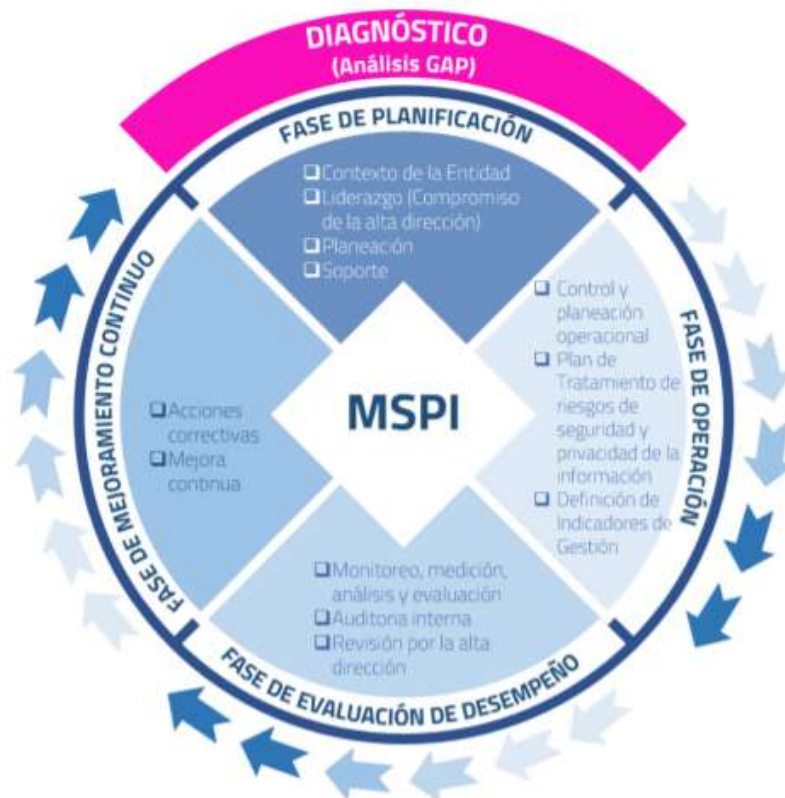 DIAGNÓSTICO
(Análisis GAP)
FASE DE PLANIFICACIÓN
❑Contexto de la Entidad
❑Liderazgo (Compromiso
de la alta dirección)
❑Planeación
❑Soporte
FASE DE OPERACIÓN
❑ Control y
planeación
operacional
❑ Plan de
Tratamiento de
riesgos de
seguridad y
privacidad de la
información
❑ Definición de
Indicadores de
Gestión
MSPI
FASE DE EVALUACIÓN DE DESEMPEÑO
❑Monitoreo, medición,
análisis y evaluación
❑Auditoria interna
❑Revisión por la alta
dirección
FASE DE MEJORAMIENTO CONTINUO
❑Acciones
correctivas
❑Mejora
continua